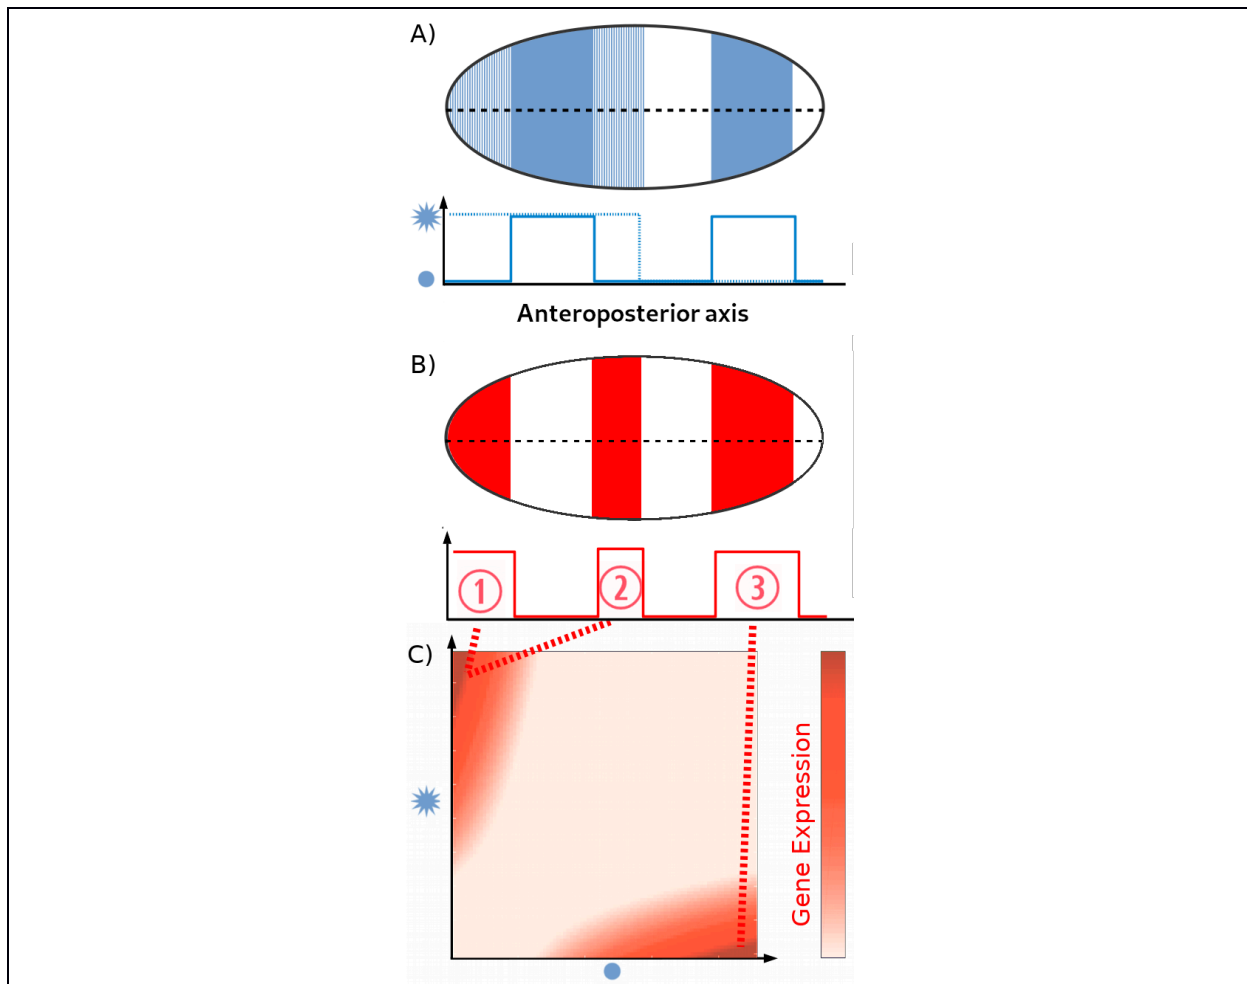 A)
Anteroposterior axis
B)
1 2 3
C)
Gene Expression